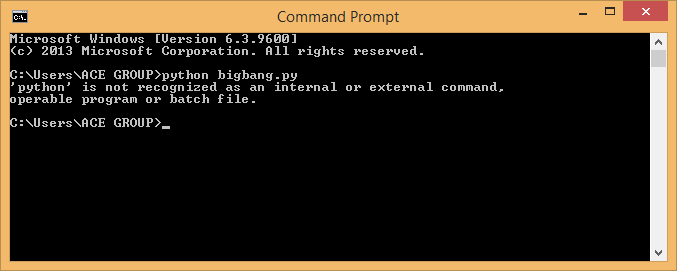 Command Prompt
Microsoft Windows [Version 6.3.9600]
(c) 2013 Microsoft Corporation. All rights reserved.
C:\Users\ACE GROUP>python bigbang.py
'python' is not recognized as an internal or external command,
operable program or batch file.
C:\Users\ACE GROUP>_